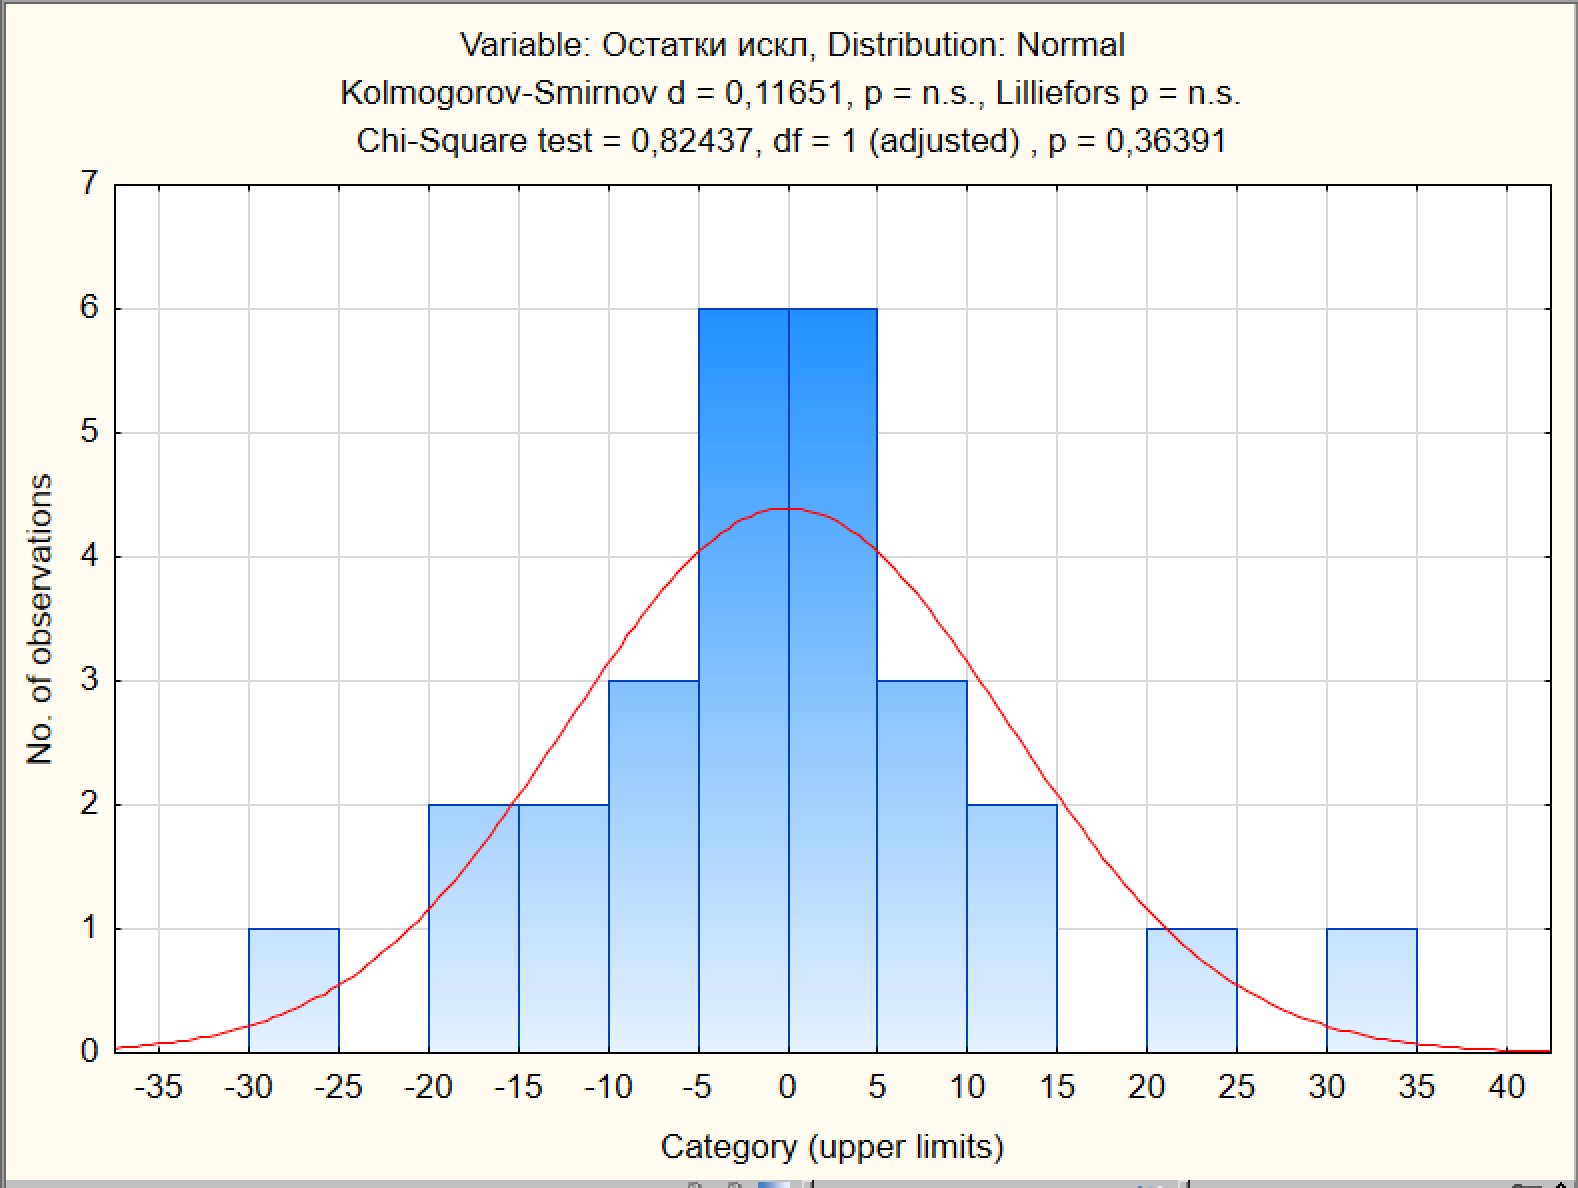 Variable: Остатки искл, Distribution: Normal
Kolmogorov-Smirnov d = 0,11651, p = n.s., Lilliefors p = n.s.
Chi-Square test = 0,82437, df = 1 (adjusted) , p = 0,36391
7
6
5
4
3
2
1
0
No. of observations
-35 -30 -25 -20 -15 -10 -5 0 5 10 15 20 25 30 35 40
Category (upper limits)